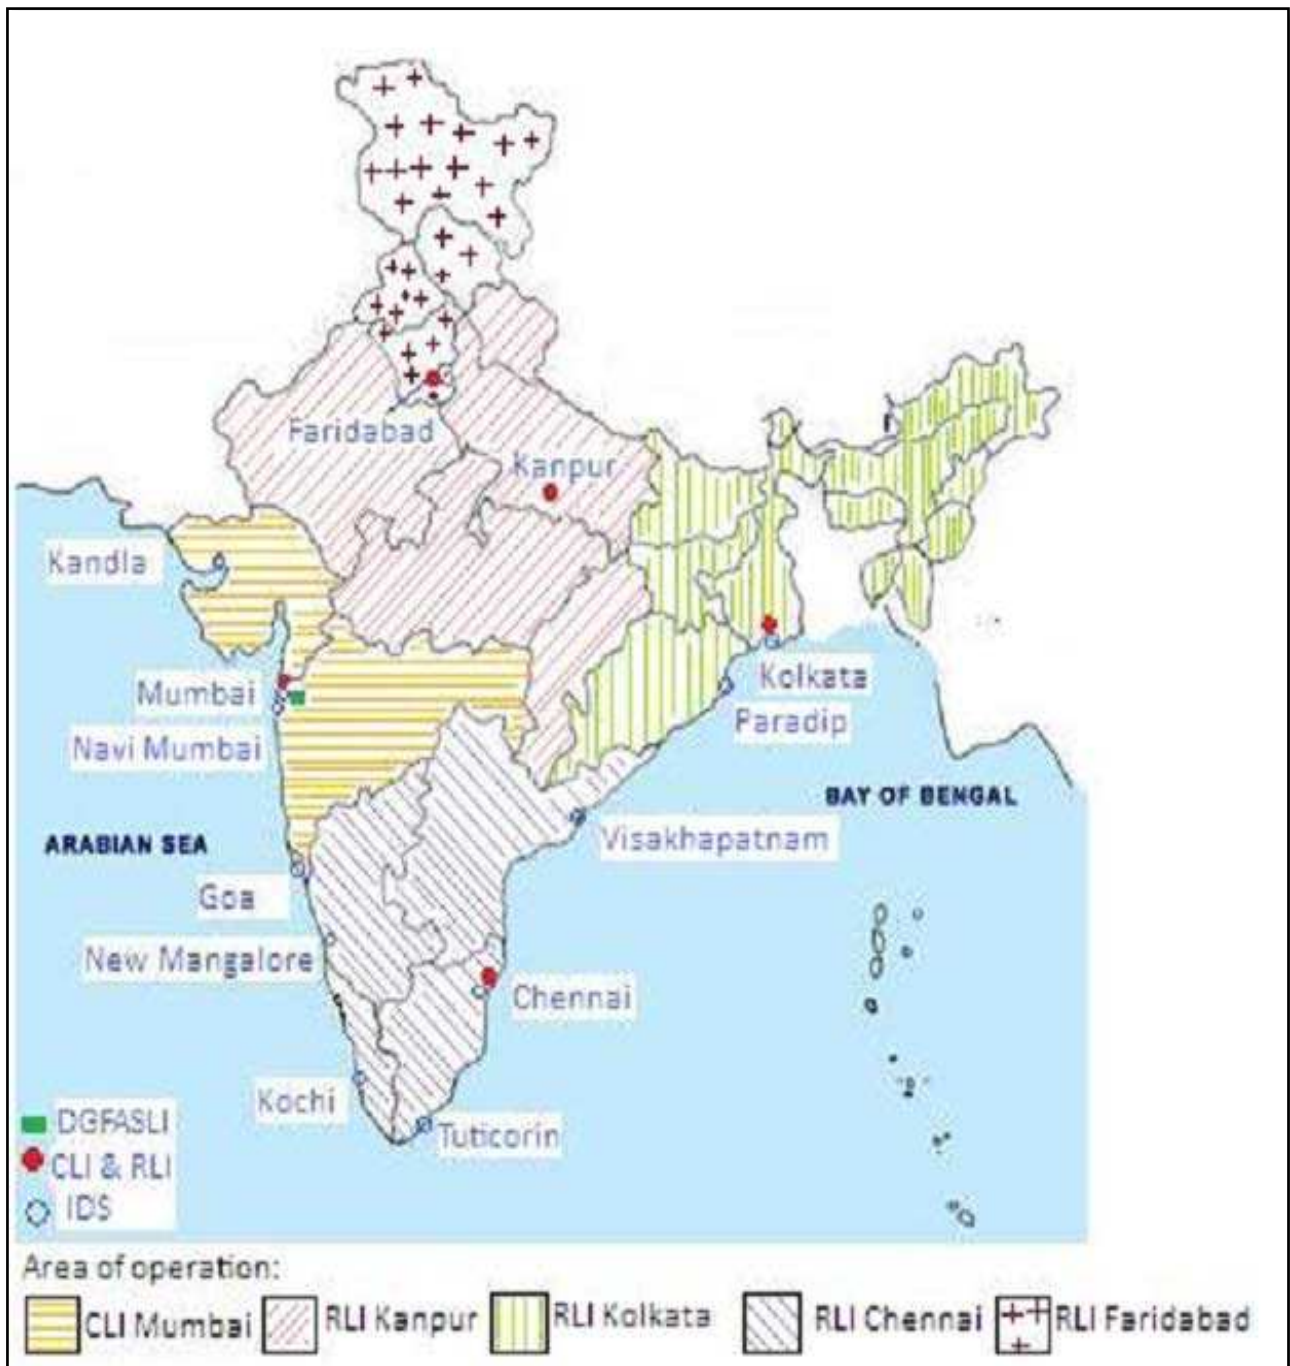 Faridabad
Kanpur
Kandla
Mumbai
Navi Mumbai
Kolkata
Paradip
BAY OF BENGAL
ARABIAN SEA
Visakhapatnam
Goa
New Mangalore
Chennai
Kochi
Tuticorin
DGFASLI
CLI & RLI
IDS
Area of operation:
CLI Mumbai RLI Kanpur RLI Kolkata RLI Chennai RLI Faridabad